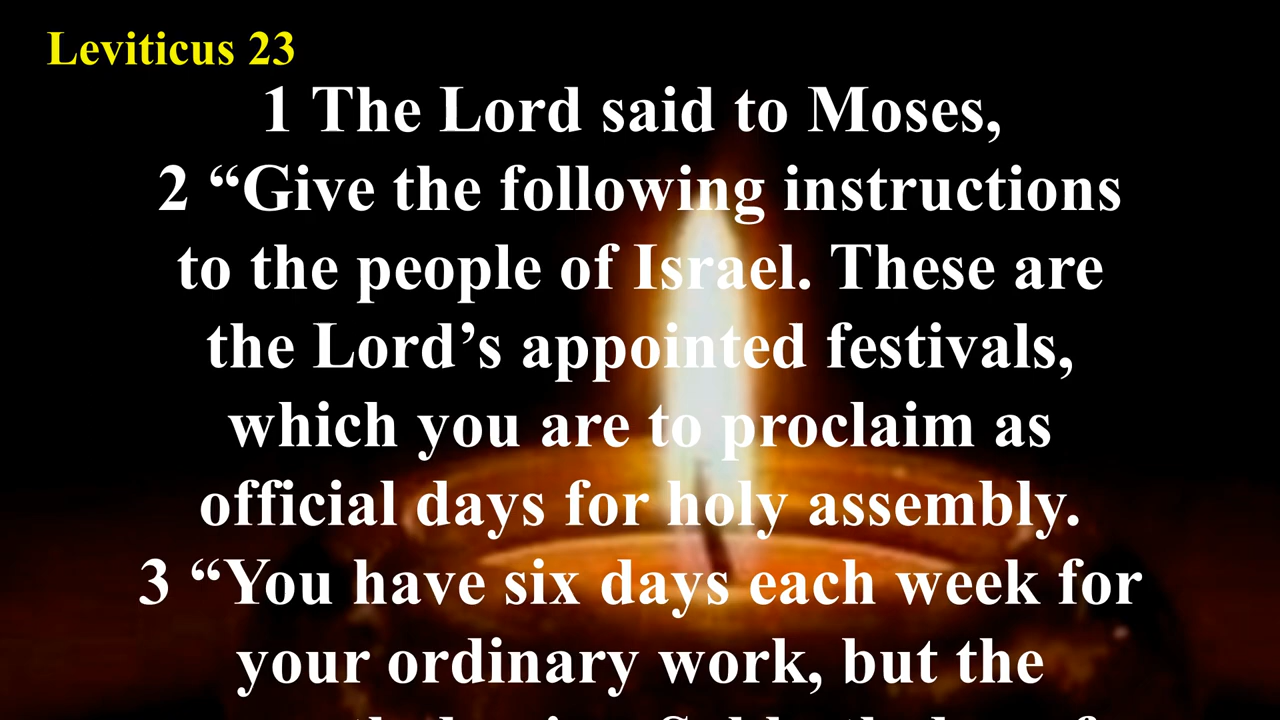 Leviticus 23
1 The Lord said to Moses,
2 “Give the following instructions
to the people of Israel. These are
the Lord’s appointed festivals,
which you are to proclaim as
official days for holy assembly.
3 “You have six days each week for
your ordinary work, but the